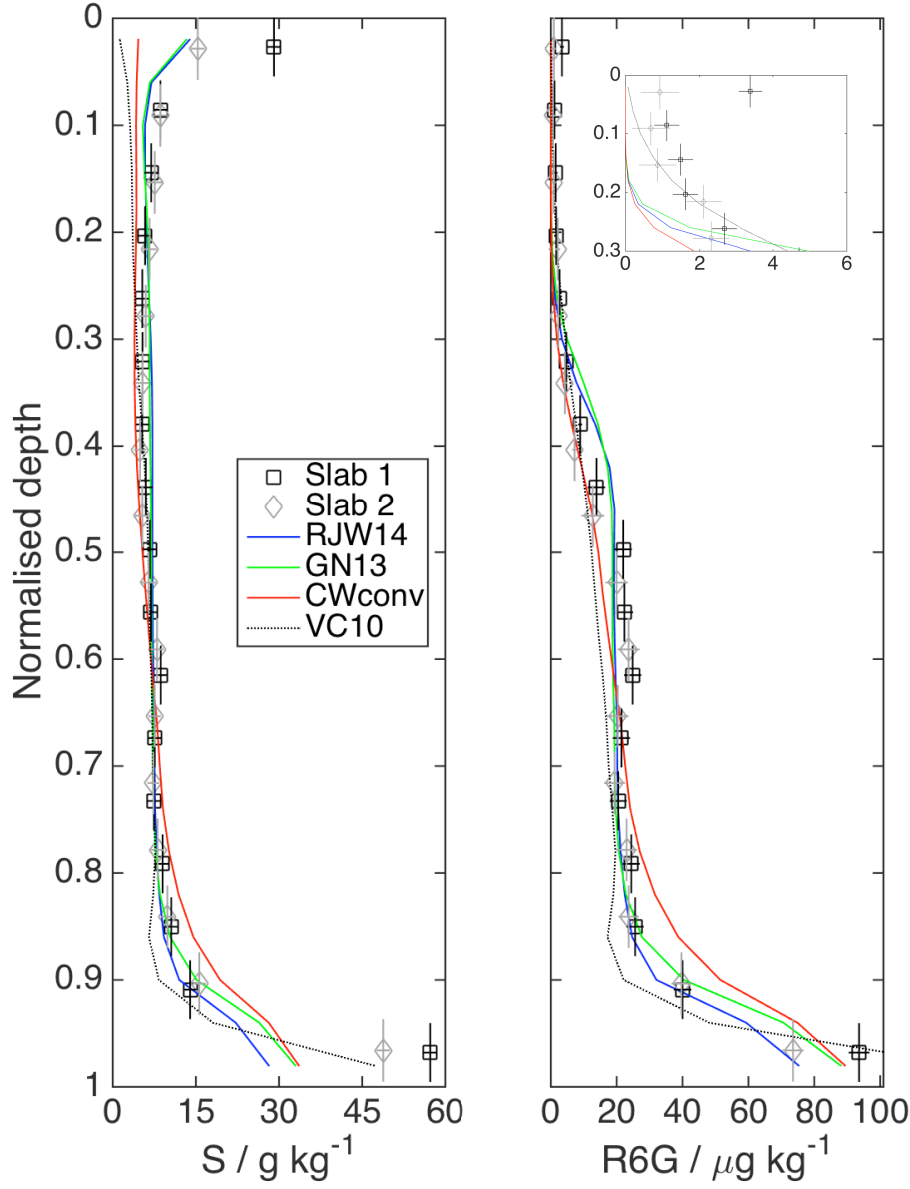 Normalised depth
0
0.1
0.2
0.3
0.4
0.5
0.6
0.7
0.8
0.9
1
0 15 30 45 60
S / g kg⁻¹
Slab 1
Slab 2
RJW14
GN13
CWconv
VC10
0
0.1
0.2
0.3
0 2 4 6
0 20 40 60 80 100
R6G / μg kg⁻¹